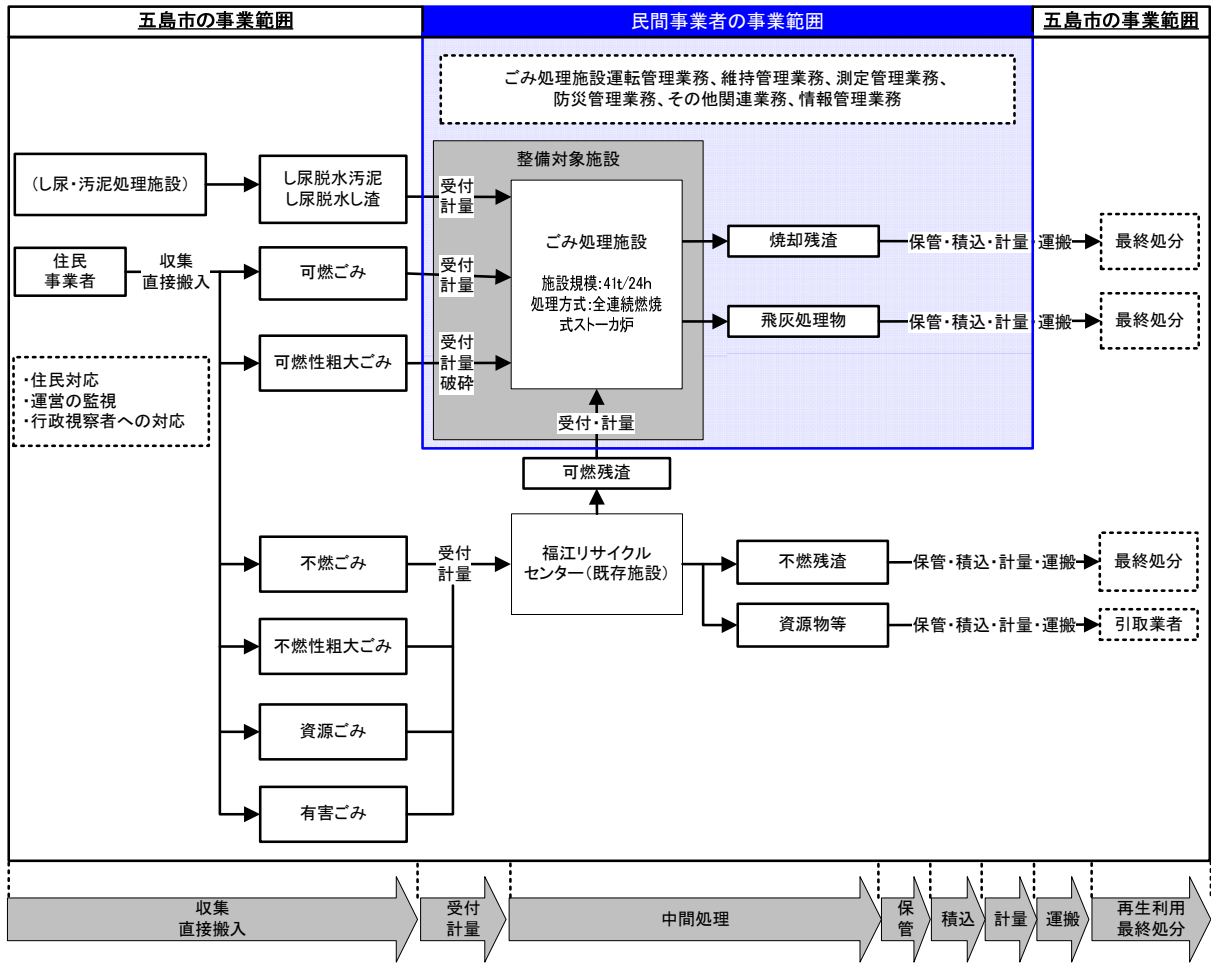 五島市の事業範囲
民間事業者の事業範囲
五島市の事業範囲
ごみ処理施設運転管理業務、維持管理業務、測定管理業務、
防災管理業務、その他関連業務、情報管理業務
整備対象施設
(し尿・汚泥処理施設)
し尿脱水汚泥
し尿脱水し渣
受付
計量
ごみ処理施設
施設規模:41t/24h
処理方式:全連続燃焼
式ストーカ炉
住民
事業者
収集
直接搬入
可燃ごみ
受付
計量
焼却残渣
保管・積込・計量・運搬
最終処分
飛灰処理物
保管・積込・計量・運搬
最終処分
可燃性粗大ごみ
受付
計量
破砕
・住民対応
・運営の監視
・行政視察者への対応
受付・計量
可燃残渣
不燃ごみ
受付
計量
福江リサイクル
センター(既存施設)
不燃残渣
保管・積込・計量・運搬
最終処分
資源物等
保管・積込・計量・運搬
引取業者
不燃性粗大ごみ
資源ごみ
有害ごみ
収集
直接搬入
受付
計量
中間処理
保
管
積込
計量
運搬
再生利用
最終処分